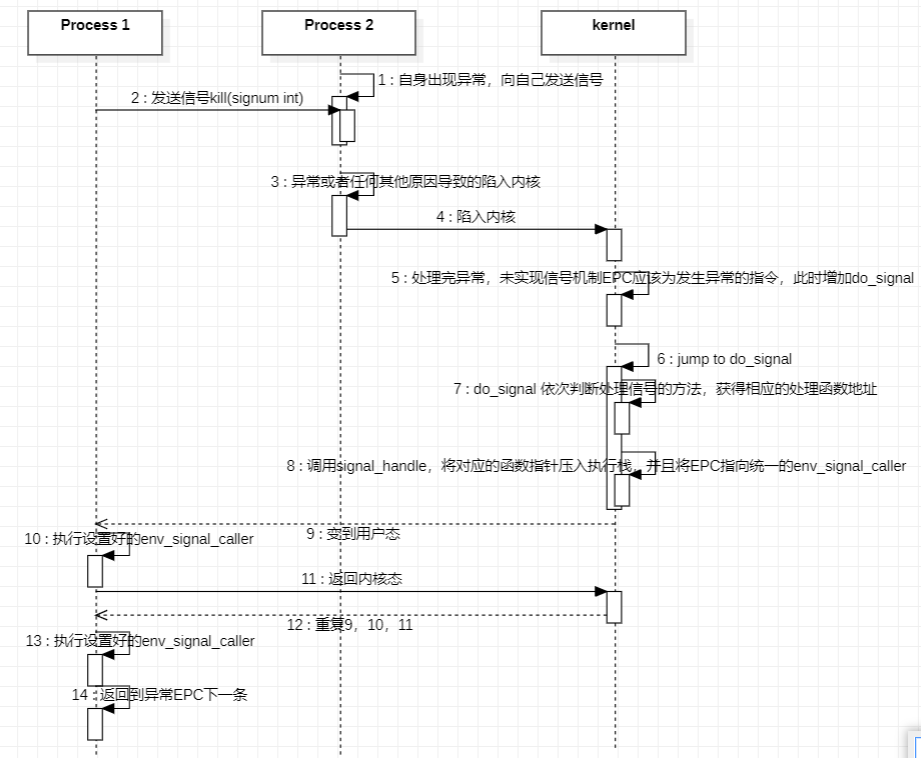 Process 1
Process 2
kernel
1 : 自身出现异常，向自己发送信号
2 : 发送信号kill(signum int)
3 : 异常或者任何其他原因导致的陷入内核
4 : 陷入内核
5 : 处理完异常，未实现信号机制EPC应该为发生异常的指令，此时增加do_signal
6 : jump to do_signal
7 : do_signal 依次判断处理信号的方法，获得相应的处理函数地址
8 : 调用signal_handle，将对应的函数指针压入执行栈，并且将EPC指向统一的env_signal_caller
9 : 变到用户态
10 : 执行设置好的env_signal_caller
11 : 返回内核态
12 : 重复9，10，11
13 : 执行设置好的env_signal_caller
14 : 返回到异常EPC下一条